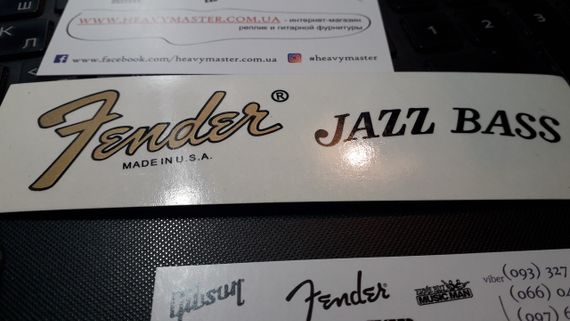 WWW.HEAVYMASTER.COM.UA - интернет-магазин
реплик и гитарной фурнитуры
www.facebook.com/heavymaster.com.ua #heavymaster
Fender ® JAZZ BASS
MADE IN U.S.A.
Gibson Fender MUSIC MAN viber (093) 327
(066) 04
(097)